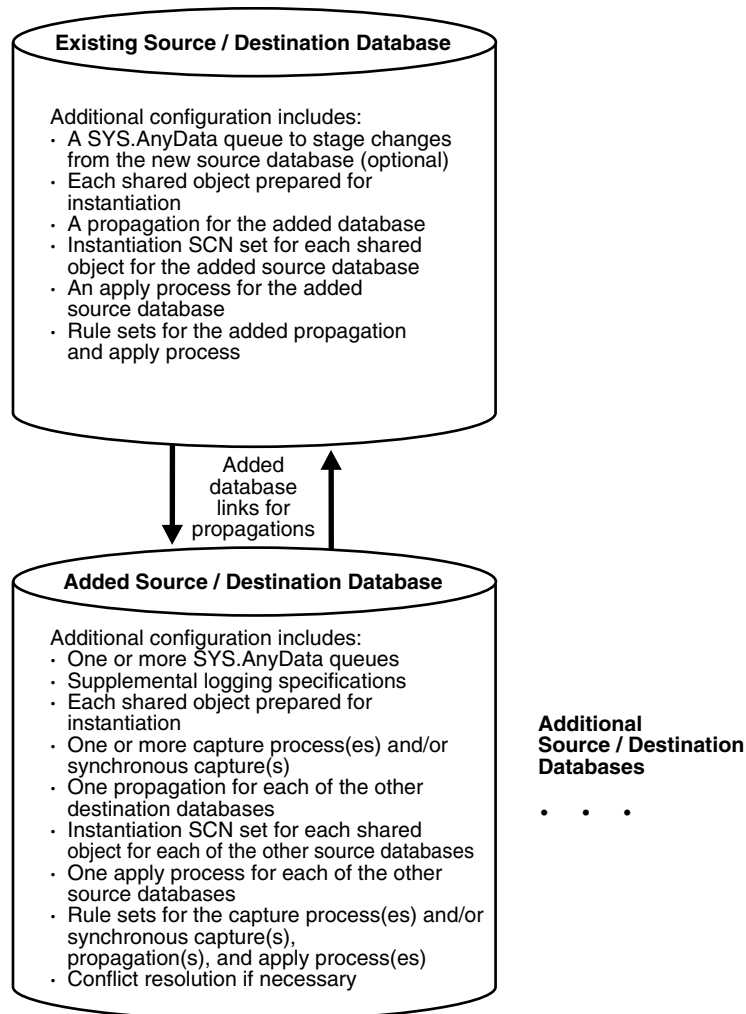 Existing Source / Destination Database
Additional configuration includes:
· A SYS.AnyData queue to stage changes
from the new source database (optional)
· Each shared object prepared for
instantiation
· A propagation for the added database
· Instantiation SCN set for each shared
object for the added source database
· An apply process for the added
source database
· Rule sets for the added propagation
and apply process
Added
database
links for
propagations
Added Source / Destination Database
Additional configuration includes:
· One or more SYS.AnyData queues
· Supplemental logging specifications
· Each shared object prepared for
instantiation
· One or more capture process(es) and/or
synchronous capture(s)
· One propagation for each of the other
destination databases
· Instantiation SCN set for each shared
object for each of the other source databases
· One apply process for each of the other
source databases
· Rule sets for the capture process(es) and/or
synchronous capture(s),
propagation(s), and apply process(es)
· Conflict resolution if necessary
Additional
Source / Destination
Databases
. . .